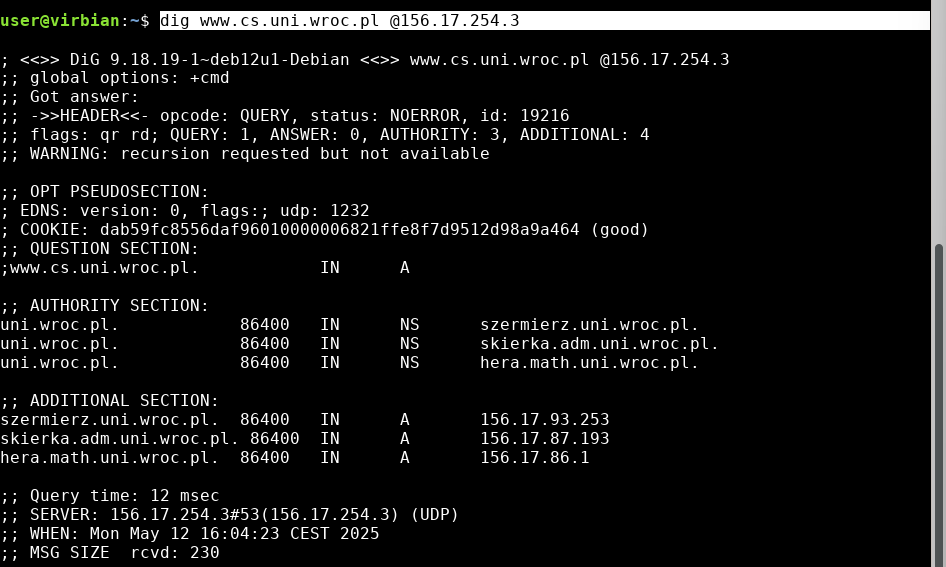 user@virbian:~$ dig www.cs.uni.wroc.pl @156.17.254.3
; <<>> DiG 9.18.19-1~deb12u1-Debian <<>> www.cs.uni.wroc.pl @156.17.254.3
;; global options: +cmd
;; Got answer:
;; ->>HEADER<<- opcode: QUERY, status: NOERROR, id: 19216
;; flags: qr rd; QUERY: 1, ANSWER: 0, AUTHORITY: 3, ADDITIONAL: 4
;; WARNING: recursion requested but not available
;; OPT PSEUDOSECTION:
; EDNS: version: 0, flags:; udp: 1232
; COOKIE: dab59fc8556daf96010000006821ffe8f7d9512d98a9a464 (good)
;; QUESTION SECTION:
;www.cs.uni.wroc.pl. IN A
;; AUTHORITY SECTION:
uni.wroc.pl. 86400 IN NS szermierz.uni.wroc.pl.
uni.wroc.pl. 86400 IN NS skierka.adm.uni.wroc.pl.
uni.wroc.pl. 86400 IN NS hera.math.uni.wroc.pl.
;; ADDITIONAL SECTION:
szermierz.uni.wroc.pl. 86400 IN A 156.17.93.253
skierka.adm.uni.wroc.pl. 86400 IN A 156.17.87.193
hera.math.uni.wroc.pl. 86400 IN A 156.17.86.1
;; Query time: 12 msec
;; SERVER: 156.17.254.3#53(156.17.254.3) (UDP)
;; WHEN: Mon May 12 16:04:23 CEST 2025
;; MSG SIZE rcvd: 230